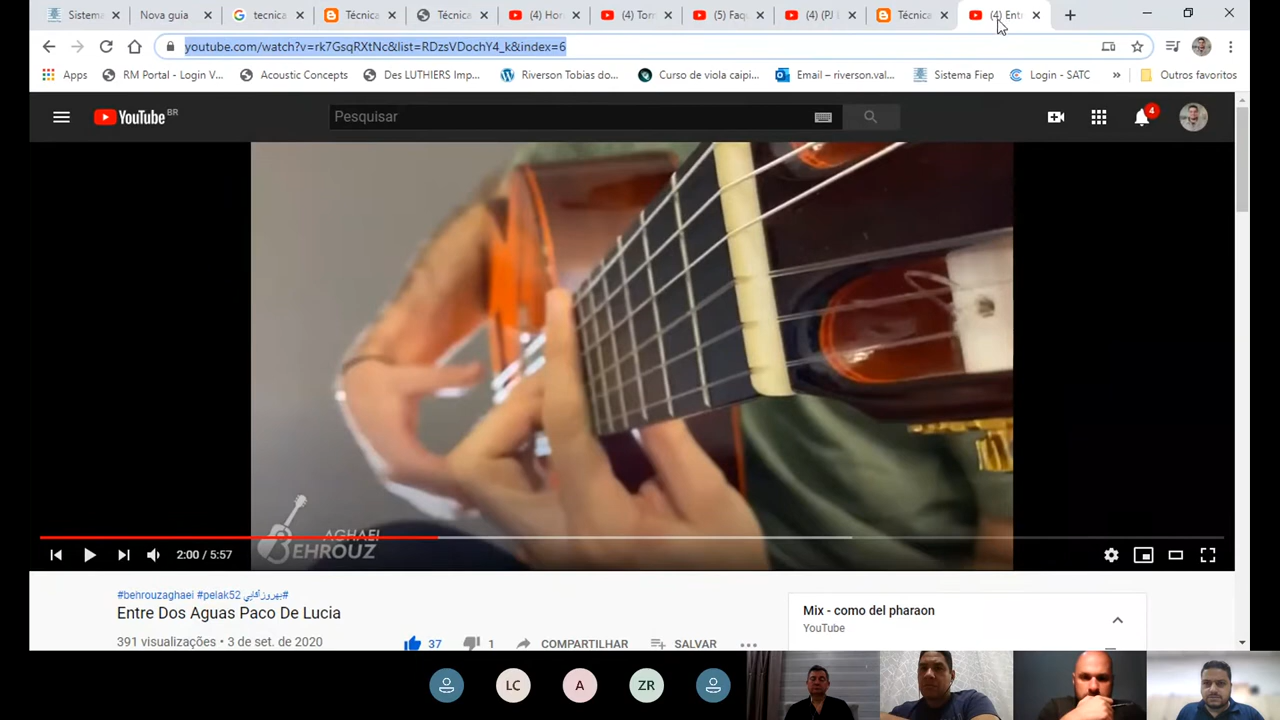 Sistema
Nova guia
tecnica
Técnica
Técnica
(4) Hor
(4) Torr
(5) Fac
(4) (PJ
Técnica
(4) Ent
youtube.com/watch?v=rk7GsqRXtNc&list=RDzsVDEchY4_k&index=6
Apps
RM Portal - Login V...
Acoustic Concepts
Des LUTHIERS Imp...
Riverson Tobias do...
Curso de viola caipi...
Email – riverson.val...
Sistema Fiep
Login - SATC
»
Outros favoritos
YouTube BR
Pesquisar
4
AGHAEI
BEHROUZ
2:00 / 5:57
#behrouzaghaei #pelak52 #بهروزآقایی
Entre Dos Aguas Paco De Lucia
391 visualizações • 3 de set. de 2020
37
1
COMPARTILHAR
SALVAR
Mix - como del pharaon
YouTube
LC
A
ZR